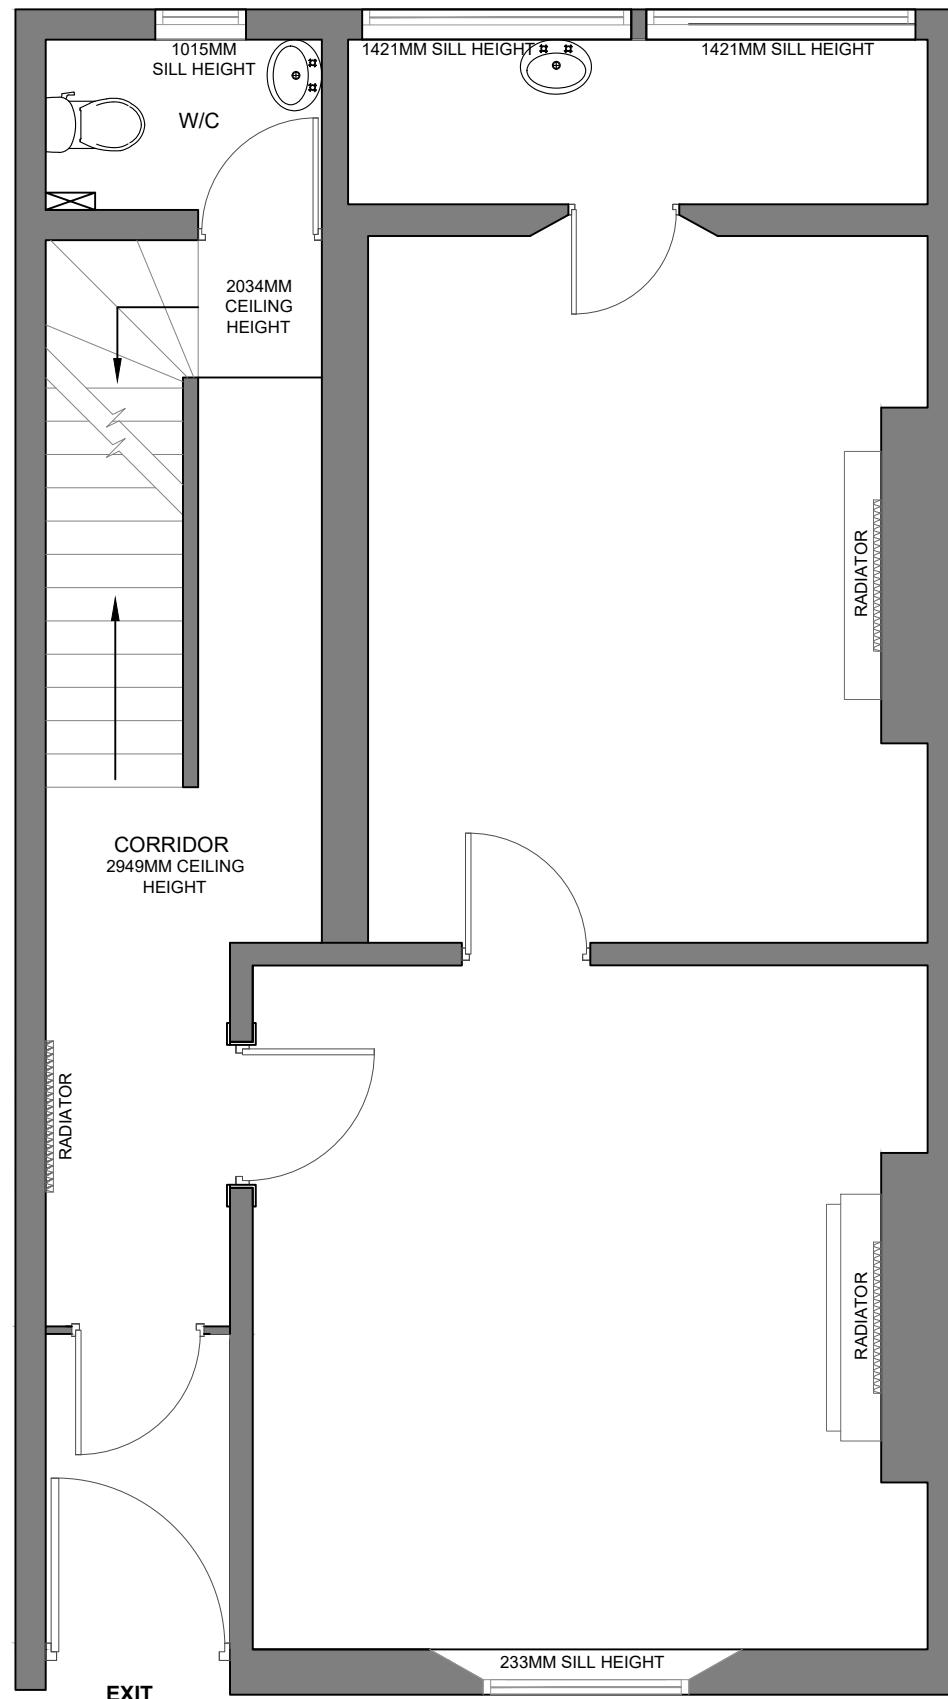 1015MM
SILL HEIGHT
1421MM SILL HEIGHT
1421MM SILL HEIGHT
W/C
2034MM
CEILING
HEIGHT
RADIATOR
CORRIDOR
2949MM CEILING
HEIGHT
RADIATOR
RADIATOR
233MM SILL HEIGHT
EXIT